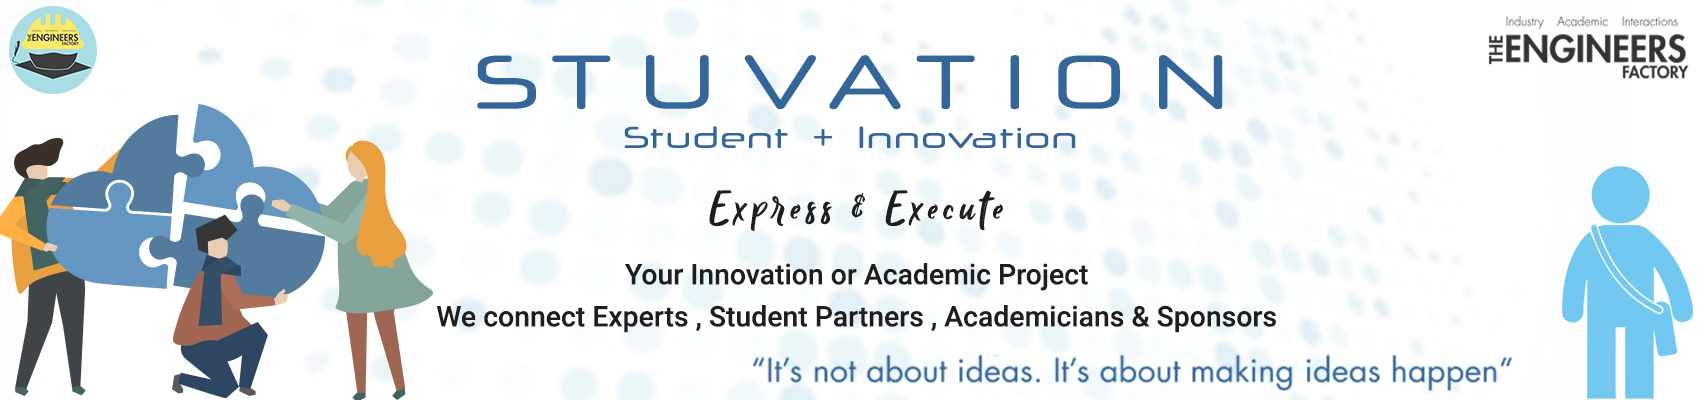 THE ENGINEERS
FACTORY
Industry Academic Interactions
THE ENGINEERS
FACTORY
STUVATION
Student + Innovation
Express & Execute
Your Innovation or Academic Project
We connect Experts , Student Partners , Academicians & Sponsors
“It’s not about ideas. It’s about making ideas happen“